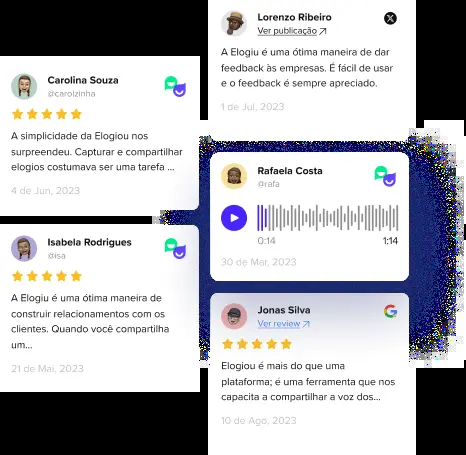 Carolina Souza
@carolzinha
A simplicidade da Elogiou nos
surpreendeu. Capturar e compartilhar
elogios costumava ser uma tarefa ...
4 de Jun, 2023
Isabela Rodrigues
@isa
A Elogiu é uma ótima maneira de
construir relacionamentos com os
clientes. Quando você compartilha
um...
21 de Mai, 2023
Lorenzo Ribeiro
Ver publicação
A Elogiu é uma ótima maneira de dar
feedback às empresas. É fácil de usar
e o feedback é sempre apreciado.
1 de Jul, 2023
Rafaela Costa
@rafa
0:14 1:14
30 de Mar, 2023
Jonas Silva
Ver review
Elogiou é mais do que uma
plataforma; é uma ferramenta que nos
capacita a compartilhar a voz dos...
10 de Ago, 2023